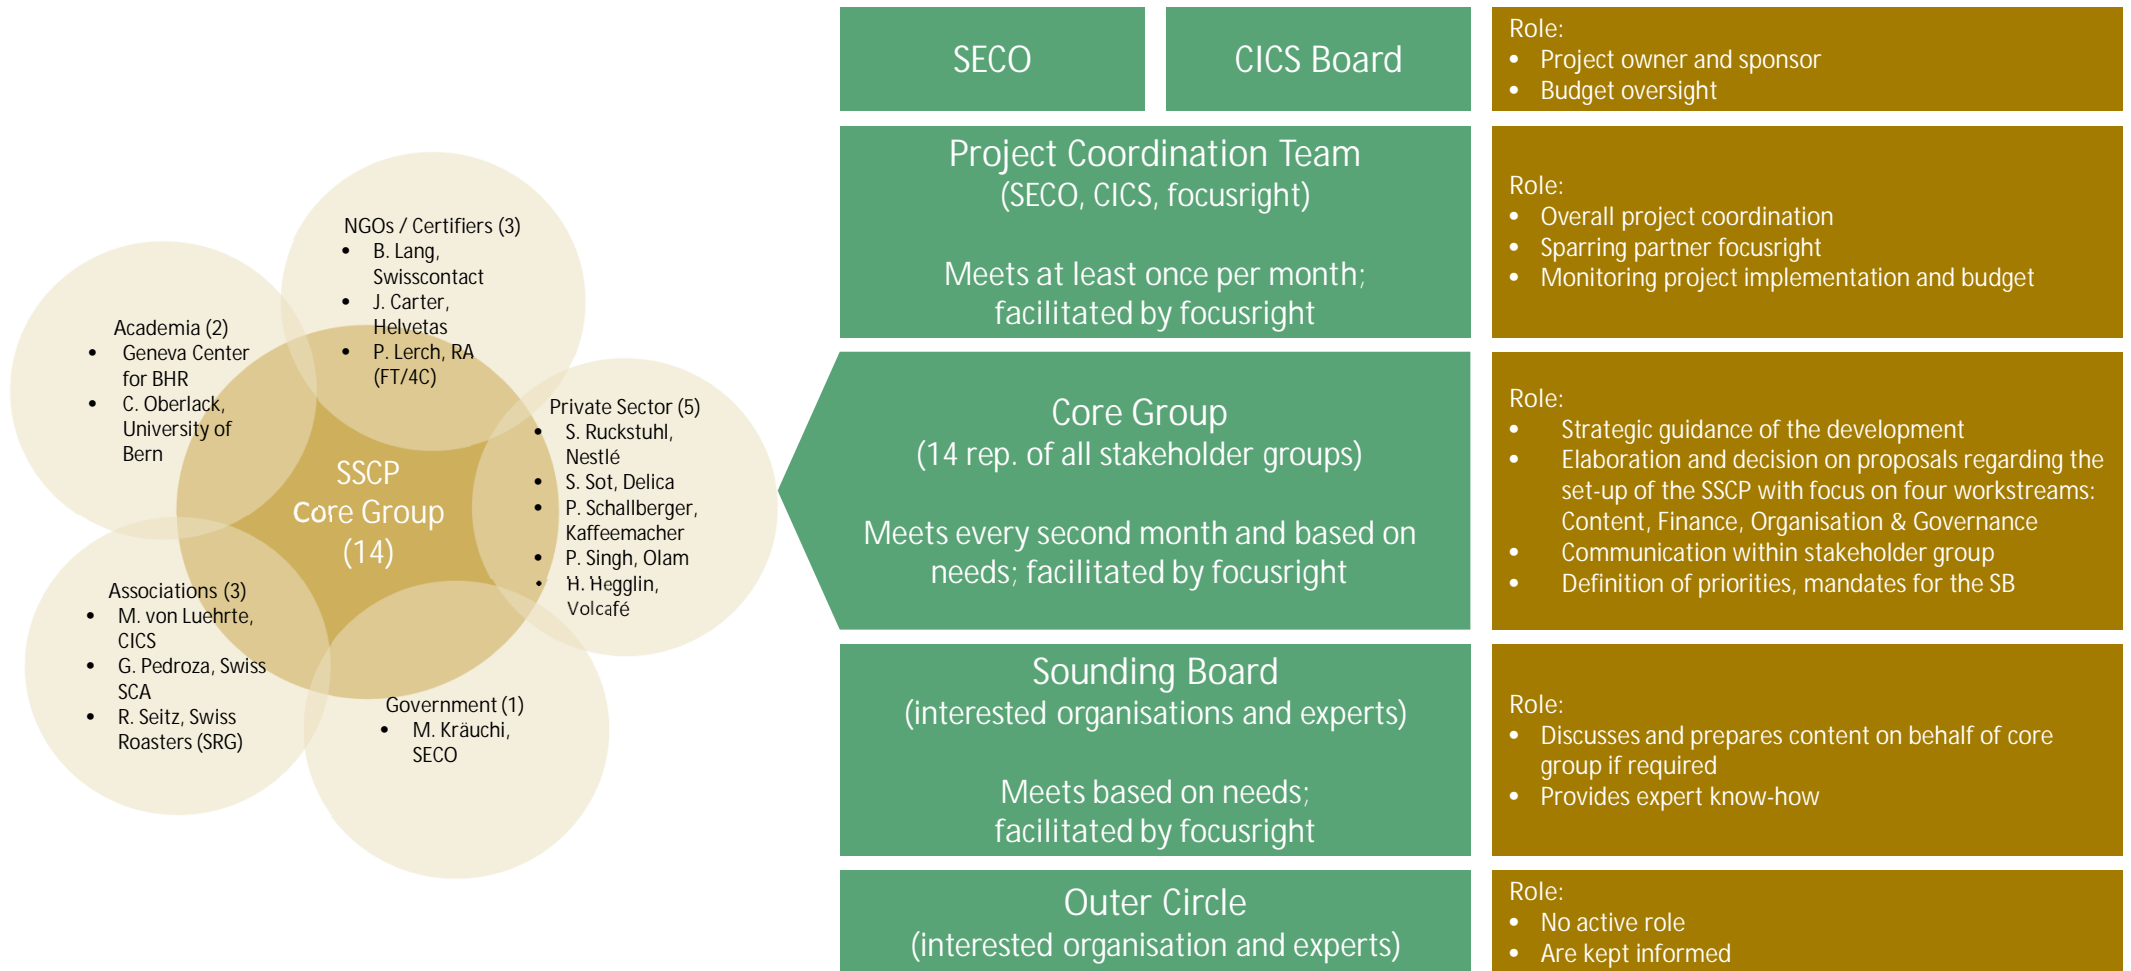 NGOs / Certifiers (3)
• B. Lang,
Swisscontact
• J. Carter,
Helvetas
• P. Lerch, RA
(FT/4C)
Academia (2)
• Geneva Center
for BHR
• C. Oberlack,
University of
Bern
Private Sector (5)
• S. Ruckstuhl,
Nestlé
• S. Sot, Delica
• P. Schallberger,
Kaffeemacher
• P. Singh, Olam
• H. Hegglin,
Volcafé
SSCP
Core Group
(14)
Associations (3)
• M. von Luehrte,
CICS
• G. Pedroza, Swiss
SCA
• R. Seitz, Swiss
Roasters (SRG)
Government (1)
• M. Kräuchi,
SECO
SECO
CICS Board
Role:
• Project owner and sponsor
• Budget oversight
Project Coordination Team
(SECO, CICS, focusright)
Meets at least once per month;
facilitated by focusright
Role:
• Overall project coordination
• Sparring partner focusright
• Monitoring project implementation and budget
Core Group
(14 rep. of all stakeholder groups)
Meets every second month and based on
needs; facilitated by focusright
Role:
• Strategic guidance of the development
• Elaboration and decision on proposals regarding the
set-up of the SSCP with focus on four workstreams:
Content, Finance, Organisation & Governance
• Communication within stakeholder group
• Definition of priorities, mandates for the SB
Sounding Board
(interested organisations and experts)
Meets based on needs;
facilitated by focusright
Role:
• Discusses and prepares content on behalf of core
group if required
• Provides expert know-how
Outer Circle
(interested organisation and experts)
Role:
• No active role
• Are kept informed